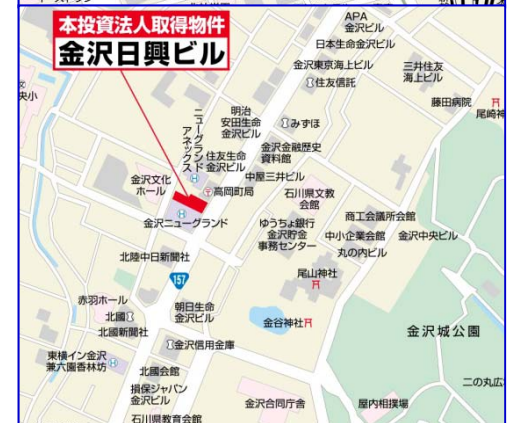 本投資法人取得物件
金沢日興ビル
APA
金沢ビル
日本生命金沢ビル
金沢東京海上ビル
住友信託
三井住友
海上ビル
央小
藤田病院
尾崎神
ニューグランド
アネックス
明治
安田生命
金沢ビル
みずほ
住友生命
金沢ビル
金沢金融歴史
資料館
中屋三井ビル
金沢文化
ホール
高岡町局
石川県文教
会館
金沢ニューグランド
ゆうちょ銀行
金沢貯金
事務センター
商工会議所会館
中小企業会館
金沢中央ビル
丸の内ビル
北陸中日新聞社
尾山神社
157
赤羽ホール
北國
北國新聞社
朝日生命
金沢ビル
金谷神社
金沢城公園
金沢信用金庫
東横イン金沢
兼六園香林坊
北國会館
損保ジャパン
金沢ビル
石川県教育会館
金沢合同庁舎
屋内相撲場
二の丸広